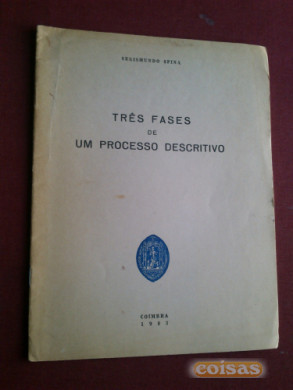 SEGISMUNDO SPINA
TRÊS FASES
DE
UM PROCESSO DESCRITIVO
COIMBRA
coisas